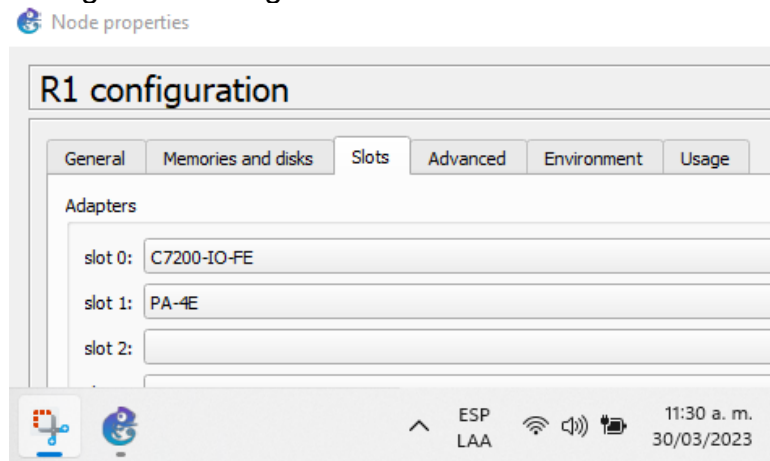 Node properties
R1 configuration
General Memories and disks Slots Advanced Environment Usage
Adapters
slot 0: C7200-IO-FE
slot 1: PA-4E
slot 2:
ESP
LAA
11:30 a. m.
30/03/2023